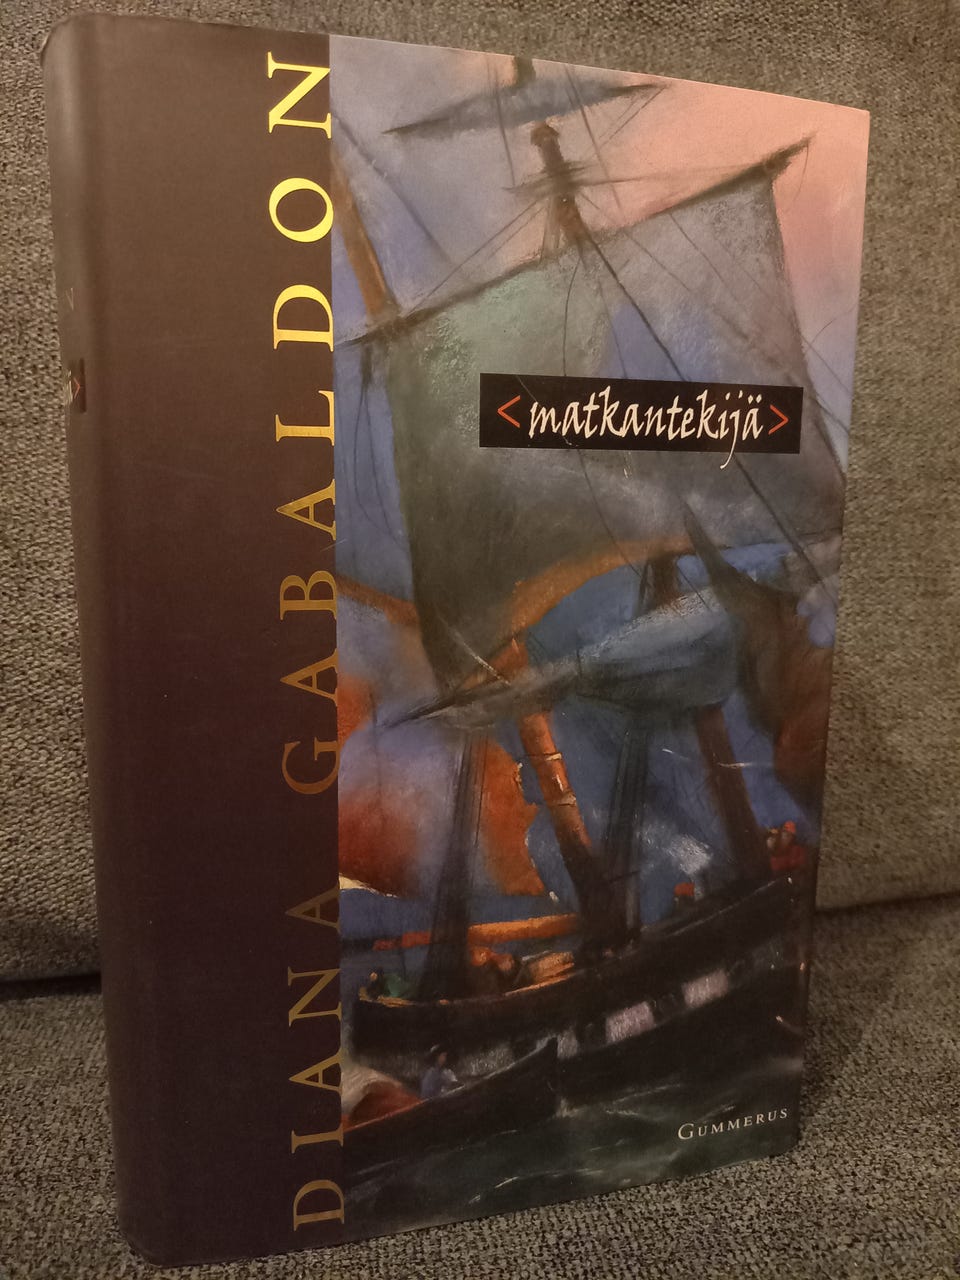 DIANA GABALDON
<matkantekijä>
GUMMERUS